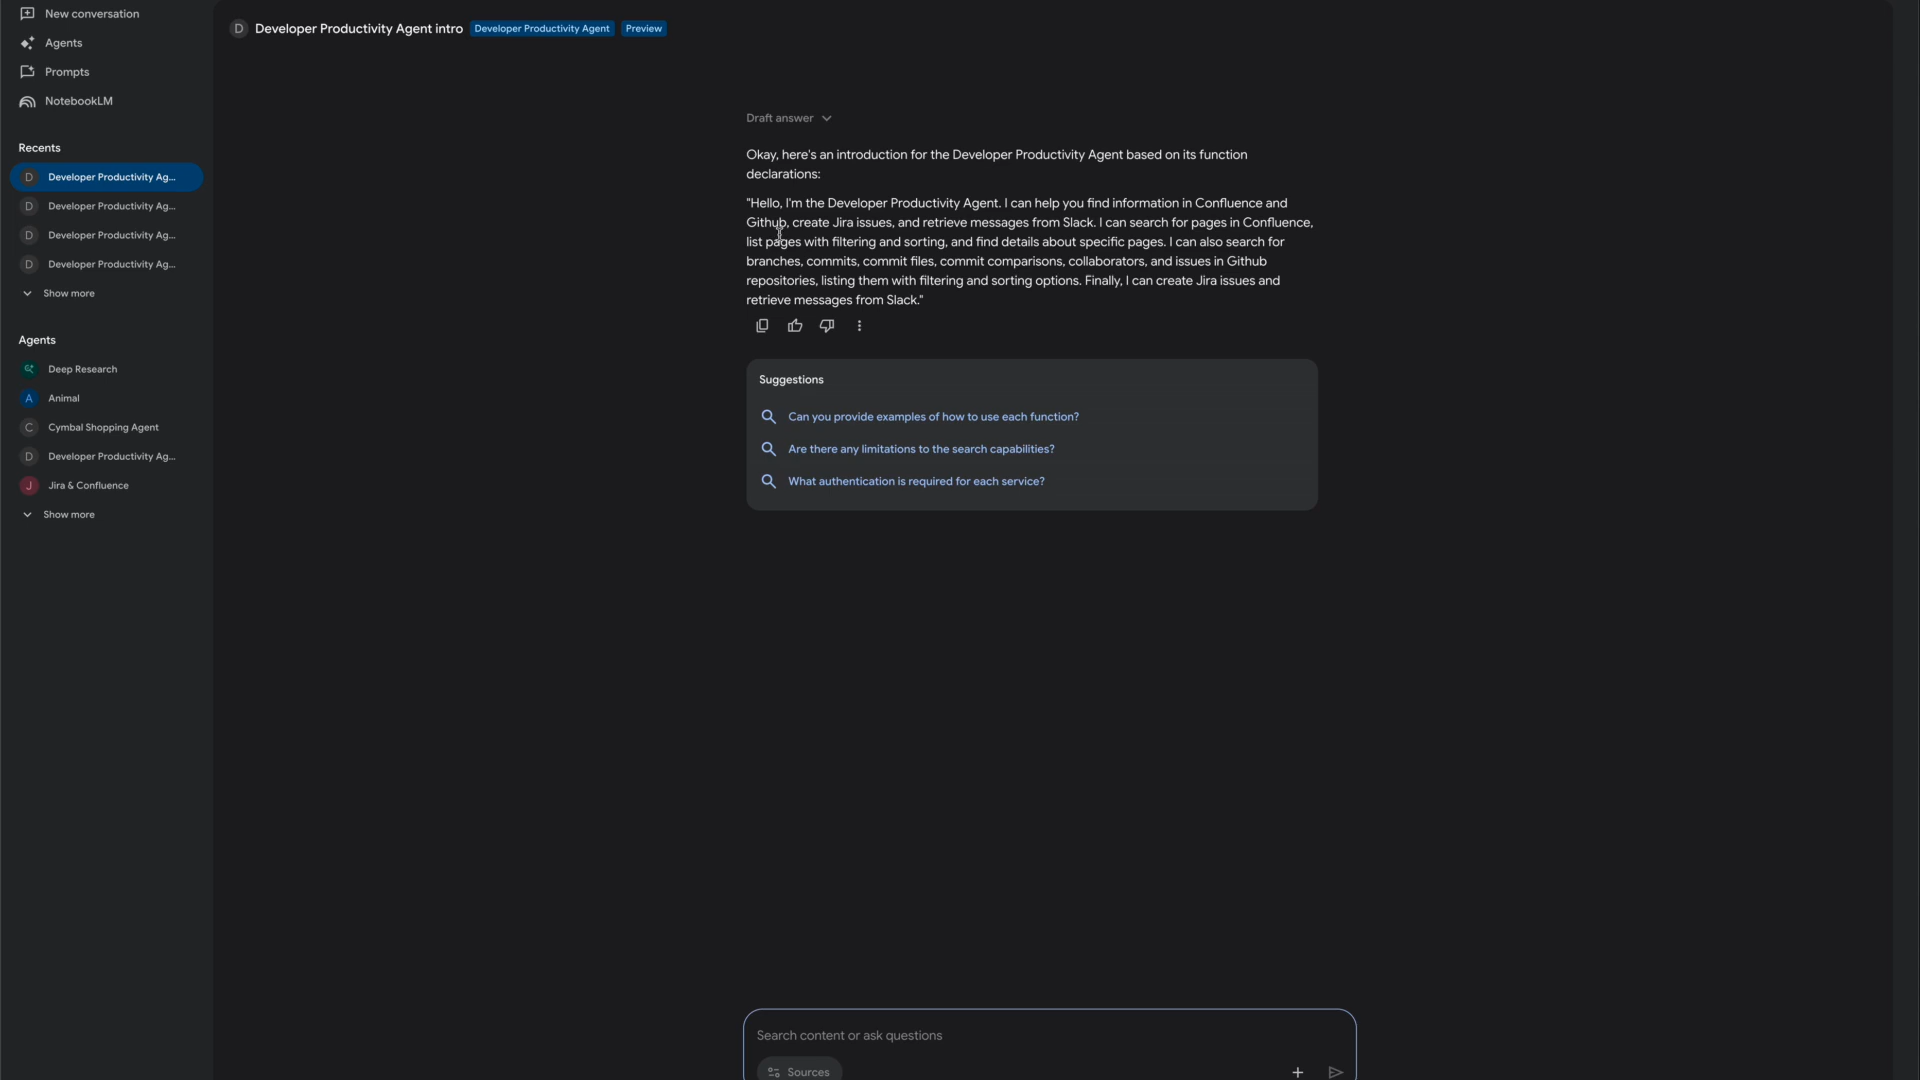 New conversation
Agents
Prompts
NotebookLM
Recents
D Developer Productivity Ag...
D Developer Productivity Ag...
D Developer Productivity Ag...
D Developer Productivity Ag...
Show more
Agents
Deep Research
A Animal
C Cymbal Shopping Agent
D Developer Productivity Ag...
J Jira & Confluence
Show more
D Developer Productivity Agent intro Developer Productivity Agent Preview
Draft answer
Okay, here's an introduction for the Developer Productivity Agent based on its function
declarations:
"Hello, I'm the Developer Productivity Agent. I can help you find information in Confluence and
Github, create Jira issues, and retrieve messages from Slack. I can search for pages in Confluence,
list pages with filtering and sorting, and find details about specific pages. I can also search for
branches, commits, commit files, commit comparisons, collaborators, and issues in Github
repositories, listing them with filtering and sorting options. Finally, I can create Jira issues and
retrieve messages from Slack."
Suggestions
Can you provide examples of how to use each function?
Are there any limitations to the search capabilities?
What authentication is required for each service?
Search content or ask questions
Sources